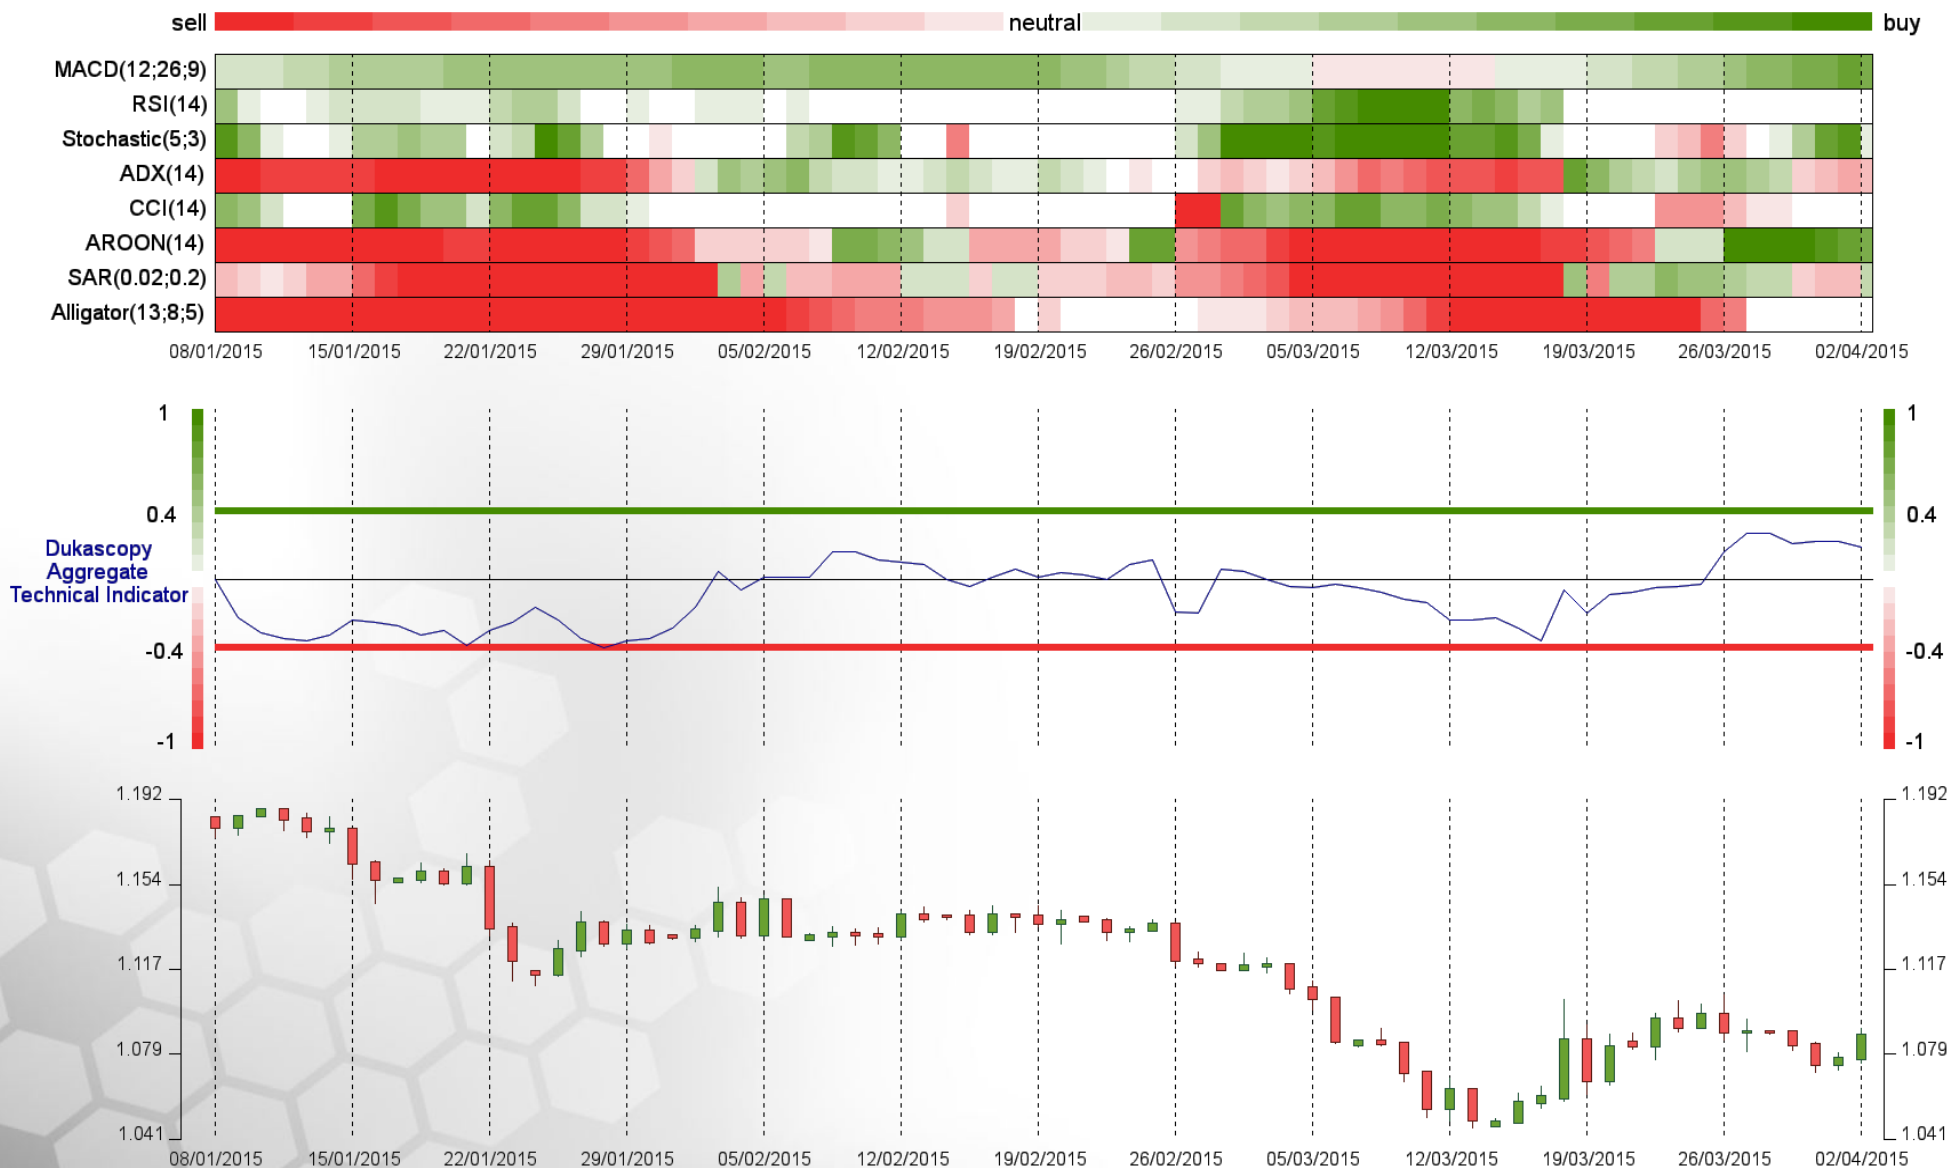 sell neutral buy
MACD(12;26;9)
RSI(14)
Stochastic(5;3)
ADX(14)
CCI(14)
AROON(14)
SAR(0.02;0.2)
Alligator(13;8;5)
08/01/2015 15/01/2015 22/01/2015 29/01/2015 05/02/2015 12/02/2015 19/02/2015 26/02/2015 05/03/2015 12/03/2015 19/03/2015 26/03/2015 02/04/2015
1 1
0.4 0.4
Dukascopy
Aggregate
Technical Indicator
-0.4 -0.4
-1 -1
1.192 1.192
1.154 1.154
1.117 1.117
1.079 1.079
1.041 1.041
08/01/2015 15/01/2015 22/01/2015 29/01/2015 05/02/2015 12/02/2015 19/02/2015 26/02/2015 05/03/2015 12/03/2015 19/03/2015 26/03/2015 02/04/2015